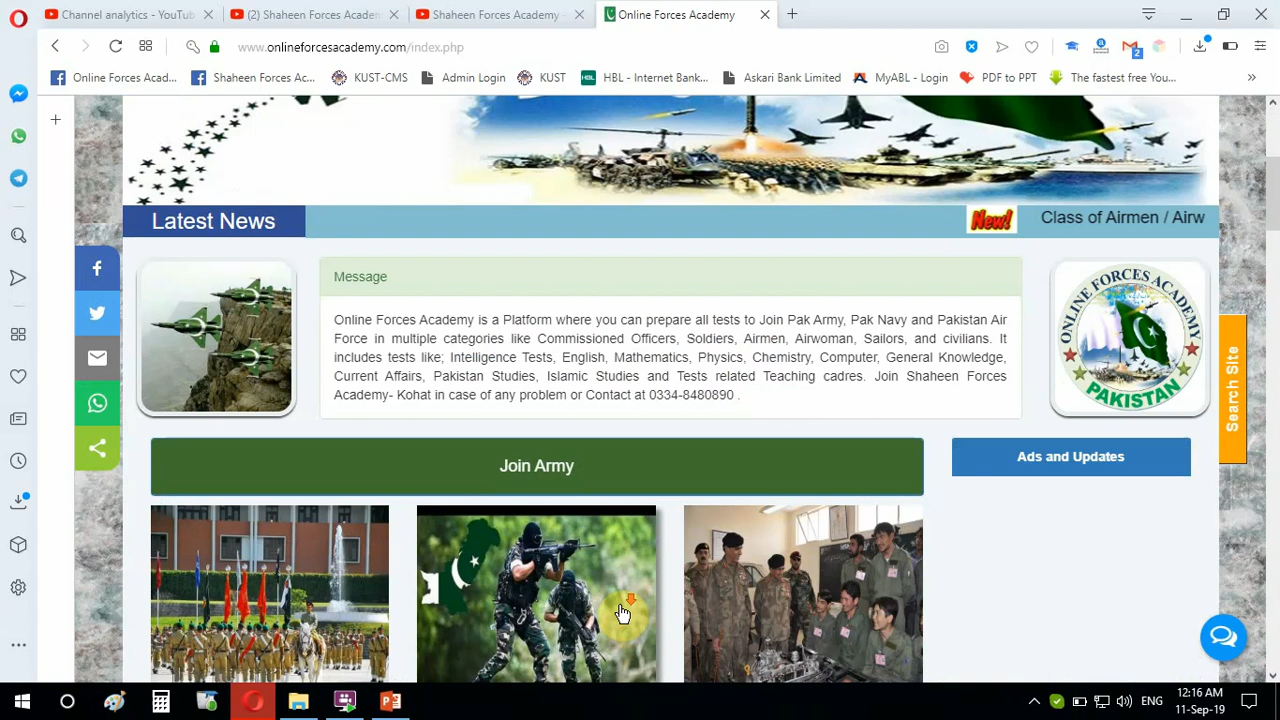 Channel analytics - YouTub
(2) Shaheen Forces Academ
Shaheen Forces Academy -
Online Forces Academy
www.onlineforcesacademy.com/index.php
2
Online Forces Acad...
Shaheen Forces Ac...
KUST-CMS
Admin Login
KUST
HBL
HBL - Internet Bank...
Askari Bank Limited
MyABL - Login
PDF to PPT
The fastest free You...
Latest News
New!
Class of Airmen / Airw
Message
Online Forces Academy is a Platform where you can prepare all tests to Join Pak Army, Pak Navy and Pakistan Air
Force in multiple categories like Commissioned Officers, Soldiers, Airmen, Airwoman, Sailors, and civilians. It
includes tests like; Intelligence Tests, English, Mathematics, Physics, Chemistry, Computer, General Knowledge,
Current Affairs, Pakistan Studies, Islamic Studies and Tests related Teaching cadres. Join Shaheen Forces
Academy- Kohat in case of any problem or Contact at 0334-8480890 .
ONLINE FORCES ACADEMY
PAKISTAN
Search Site
Join Army
Ads and Updates
ENG
12:16 AM
11-Sep-19